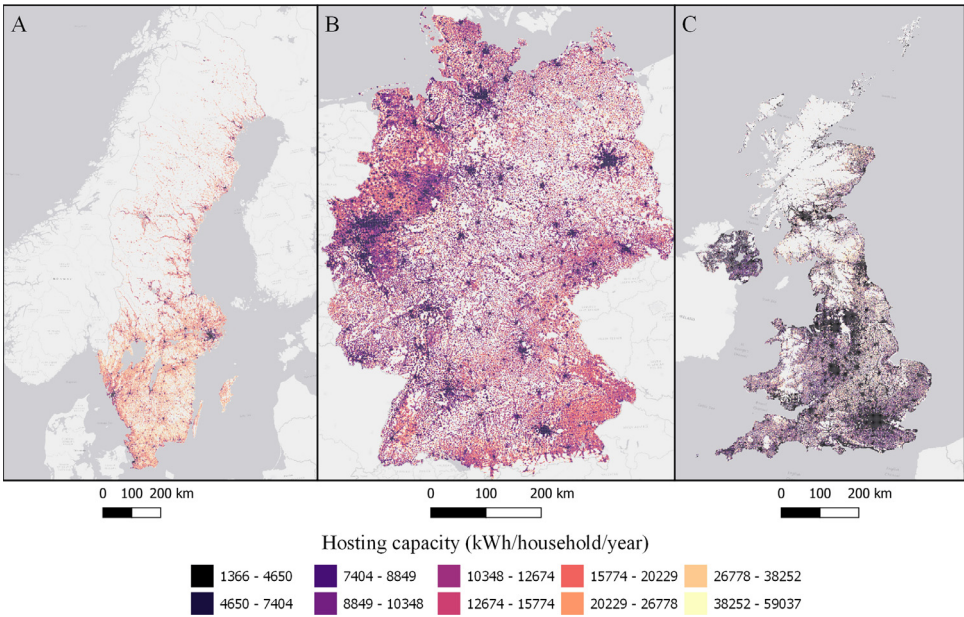 A
B
C
0 100 200 km
0 100 200 km
0 100 200 km
Hosting capacity (kWh/household/year)
1366 - 4650
7404 - 8849
10348 - 12674
15774 - 20229
26778 - 38252
4650 - 7404
8849 - 10348
12674 - 15774
20229 - 26778
38252 - 59037